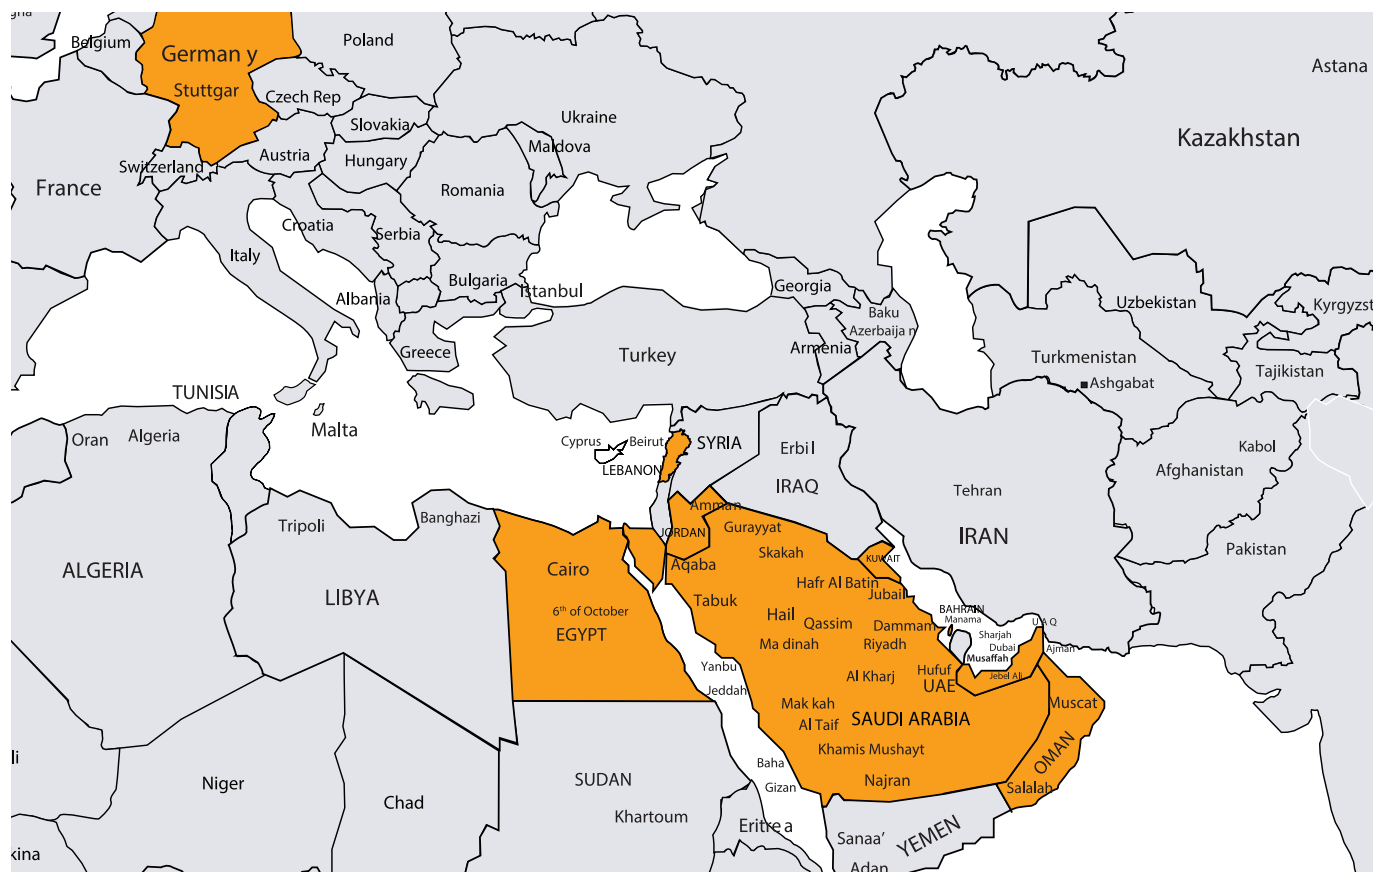 gna
Belgium
German y
Poland
Stuttgar
Czech Rep
Slovakia
Ukraine
Astana
Kazakhstan
Switzerland
Austria
Hungary
Maldova
France
Romania
Croatia
Serbia
Italy
Bulgaria
Albania
Istanbul
Georgia
Baku
Azerbaija n
Uzbekistan
Kyrgyzst
Greece
Turkey
Armenia
Turkmenistan
Ashgabat
Tajikistan
TUNISIA
Malta
Oran
Algeria
Cyprus
Beirut
LEBANON
SYRIA
Erbil
IRAQ
Tehran
IRAN
Kabol
Afghanistan
Pakistan
Tripoli
Banghazi
ALGERIA
LIBYA
Cairo
6th of October
EGYPT
Amman
JORDAN
Gurayyat
Skakah
KUWAIT
Aqaba
Tabuk
Hafr Al Batin
Jubail
Hail
Qassim
Dammam
BAHRAIN
Manama
U A Q
Ma dinah
Riyadh
Sharjah
Dubai
Ajman
Musaffah
Yanbu
Jeddah
Al Kharj
Hufuf
UAE
Jebel Ali
Mak kah
Al Taif
SAUDI ARABIA
Muscat
OMAN
Khamis Mushayt
Baha
Gizan
Najran
Salalah
li
Niger
Chad
SUDAN
Khartoum
Eritre a
Sanaa'
YEMEN
Adan
kina